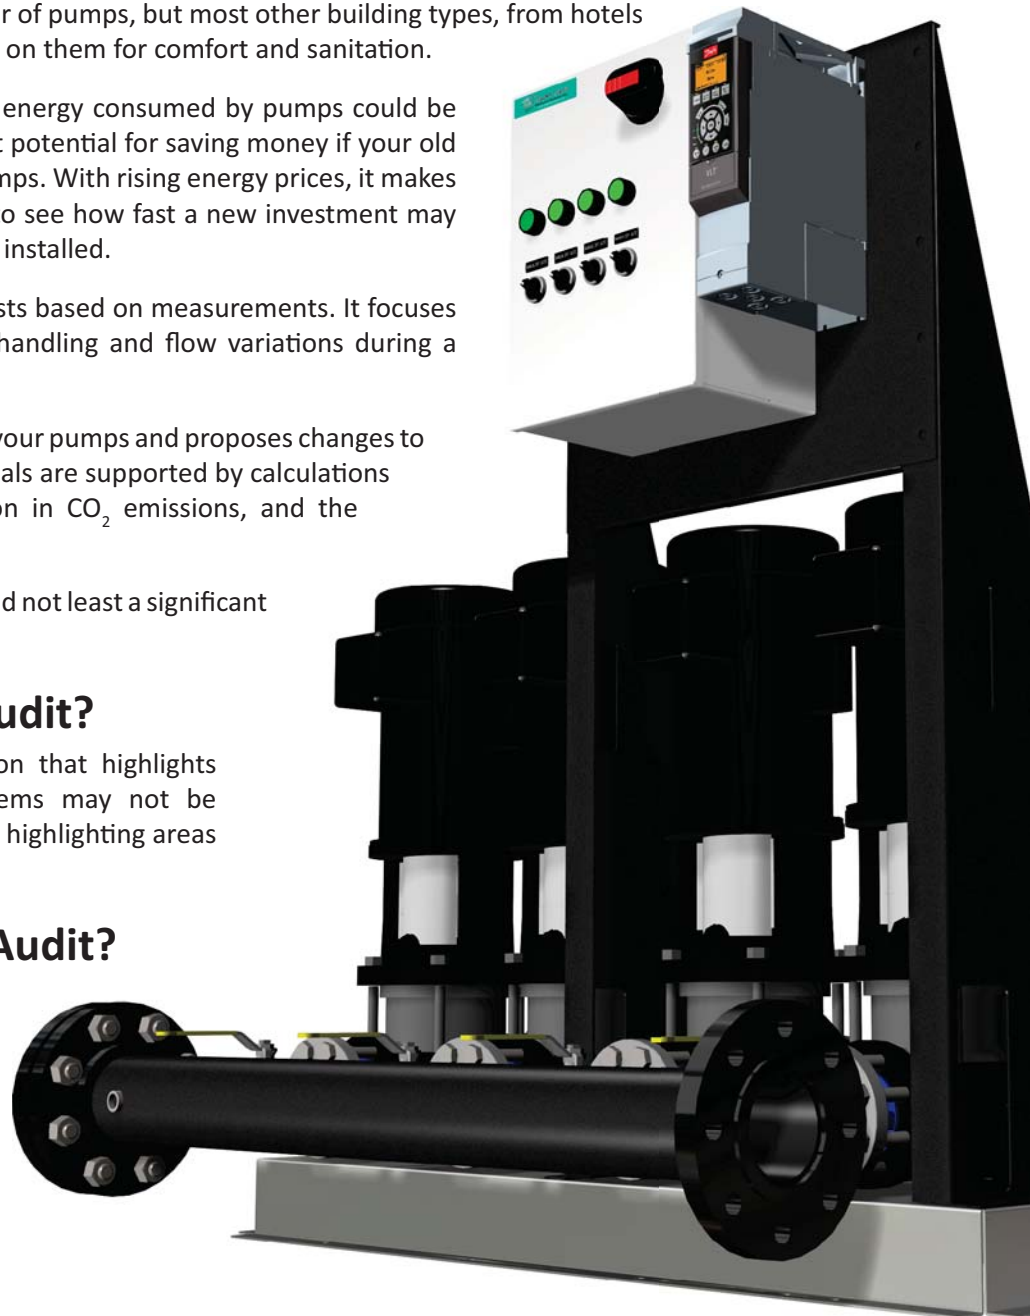 r of pumps, but most other building types, from hotels
on them for comfort and sanitation.
energy consumed by pumps could be
t potential for saving money if your old
mps. With rising energy prices, it makes
o see how fast a new investment may
installed.
sts based on measurements. It focuses
handling and flow variations during a
your pumps and proposes changes to
als are supported by calculations
on in CO₂ emissions, and the
d not least a significant
udit?
on that highlights
ems may not be
highlighting areas
Audit?
Danfoss
VLT